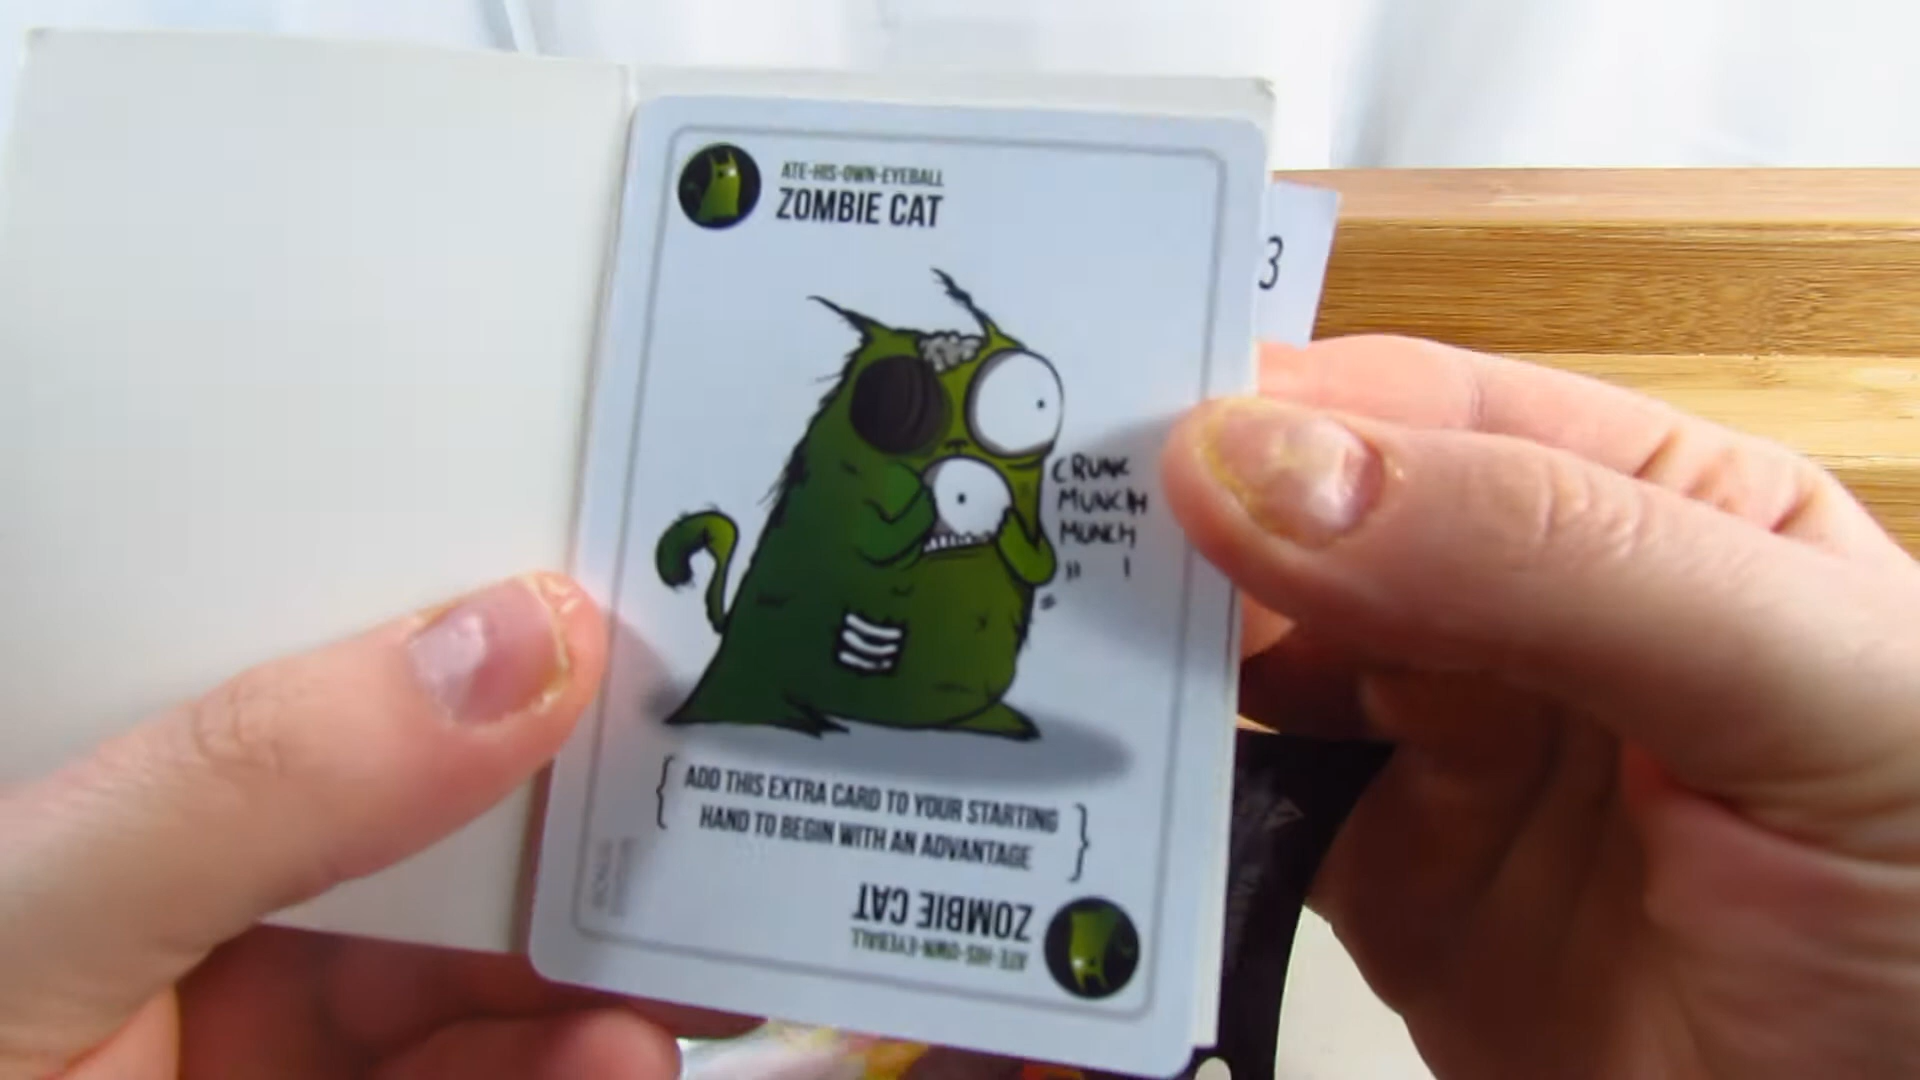 ATE-HIS-OWN-EYEBALL
ZOMBIE CAT
3
CRUNK
MUNCH
MUNCH
{ ADD THIS EXTRA CARD TO YOUR STARTING
HAND TO BEGIN WITH AN ADVANTAGE }
ZOMBIE CAT
ATE-HIS-OWN-EYEBALL